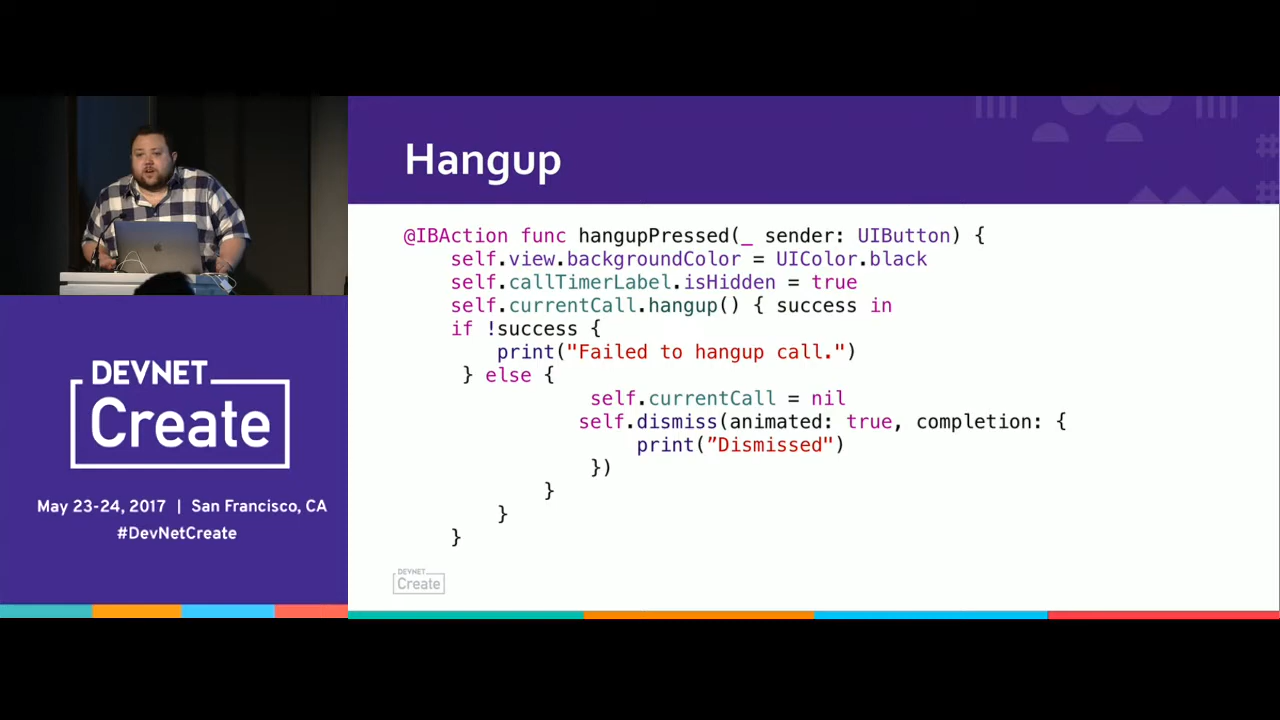 Hangup
@IBAction func hangupPressed(_ sender: UIButton) {
self.view.backgroundColor = UIColor.black
self.callTimerLabel.isHidden = true
self.currentCall.hangup() { success in
if !success {
print("Failed to hangup call.")
} else {
self.currentCall = nil
self.dismiss(animated: true, completion: {
print(”Dismissed")
})
}
}
}
DEVNET
Create
May 23-24, 2017 | San Francisco, CA
#DevNetCreate
DEVNET
Create